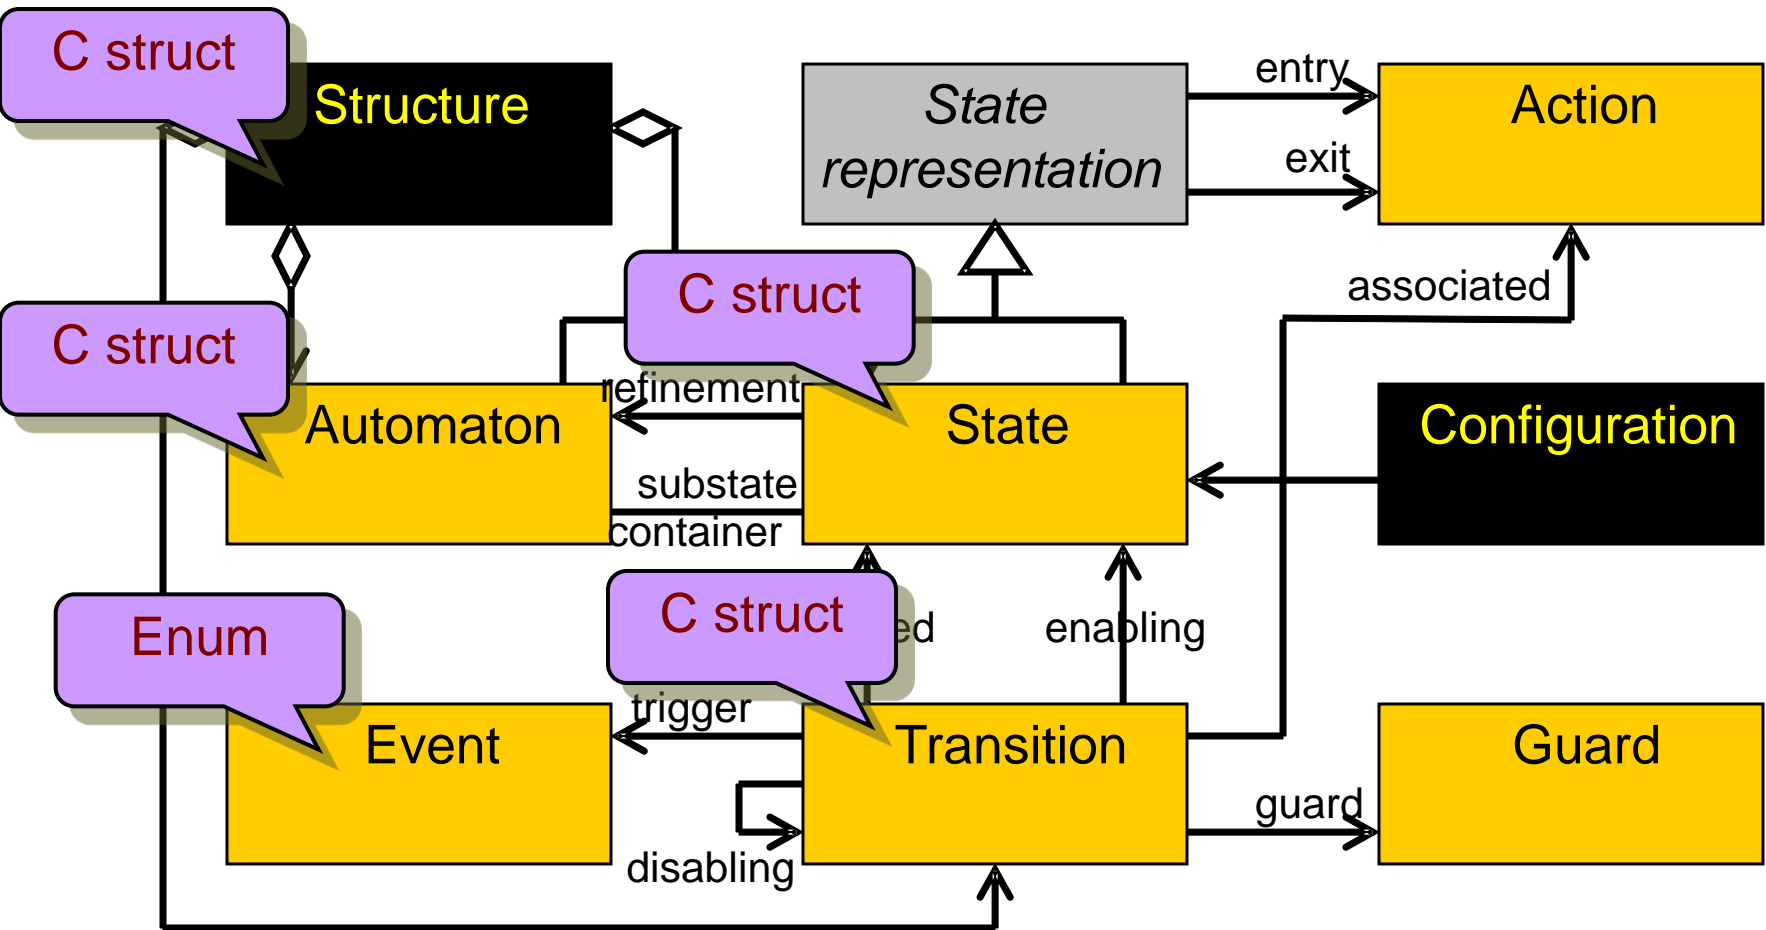 C struct
Structure
State
representation
entry
exit
Action
C struct
associated
C struct
refinement
Automaton
State
Configuration
substate
container
Enum
C struct
enabling
trigger
Event
Transition
Guard
guard
disabling